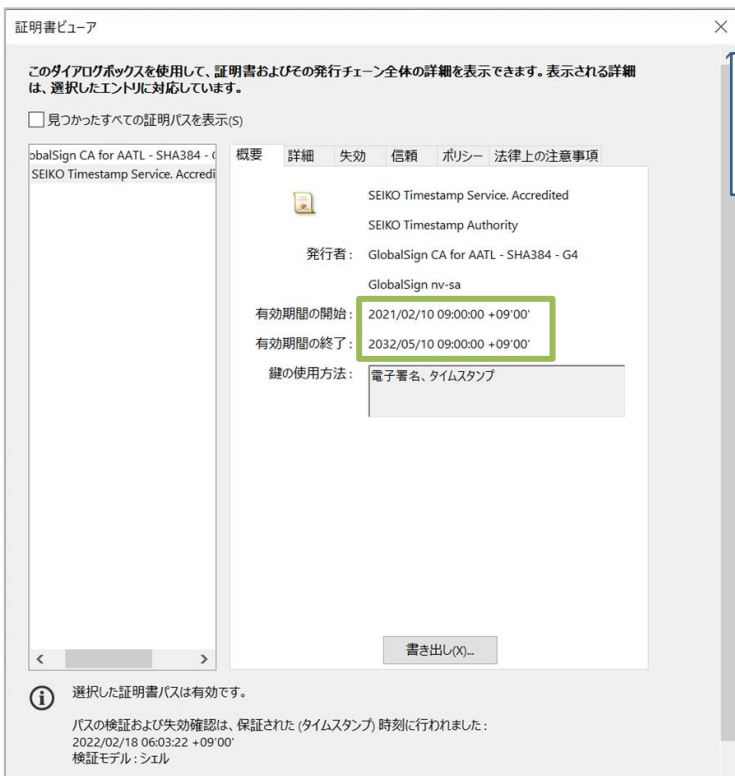 証明書ビューア
このダイアログボックスを使用して、証明書およびその発行チェーン全体の詳細を表示できます。表示される詳細
は、選択したエントリに対応しています。
見つかったすべての証明パスを表示(S)
obalSign CA for AATL - SHA384 - G
SEIKO Timestamp Service. Accredi
概要 詳細 失効 信頼 ポリシー 法律上の注意事項
SEIKO Timestamp Service. Accredited
SEIKO Timestamp Authority
発行者 : GlobalSign CA for AATL - SHA384 - G4
GlobalSign nv-sa
有効期間の開始 : 2021/02/10 09:00:00 +09'00'
有効期間の終了 : 2032/05/10 09:00:00 +09'00'
鍵の使用方法 : 電子署名、タイムスタンプ
書き出し(X)...
選択した証明書パスは有効です。
パスの検証および失効確認は、保証された (タイムスタンプ) 時刻に行われました :
2022/02/18 06:03:22 +09'00'
検証モデル : シェル